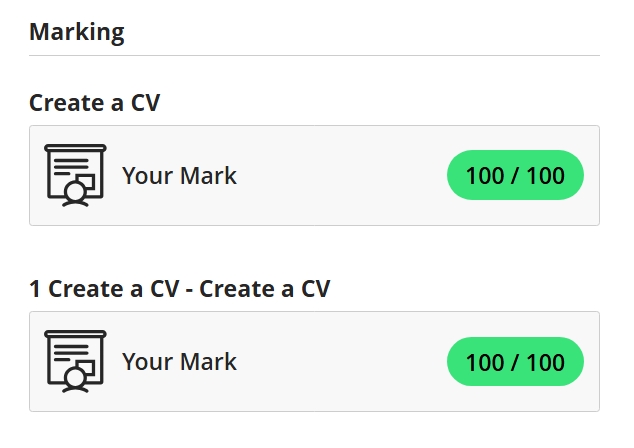 Marking
Create a CV
Your Mark 100 / 100
1 Create a CV - Create a CV
Your Mark 100 / 100